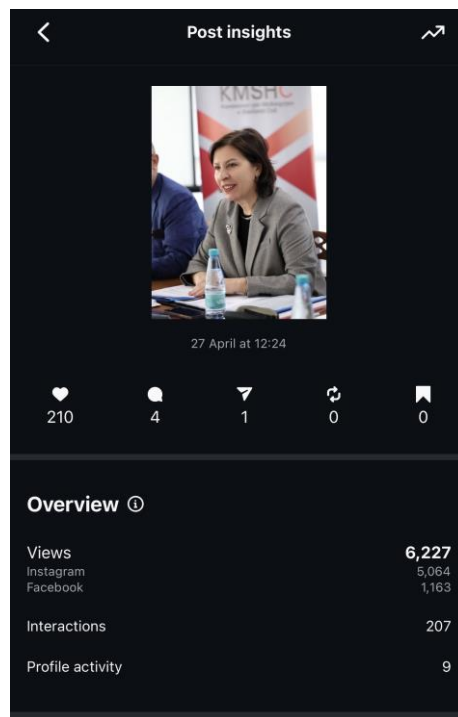 Post insights
KMSHC
27 April at 12:24
210
4
1
0
0
Overview
Views 6,227
Instagram 5,064
Facebook 1,163
Interactions 207
Profile activity 9